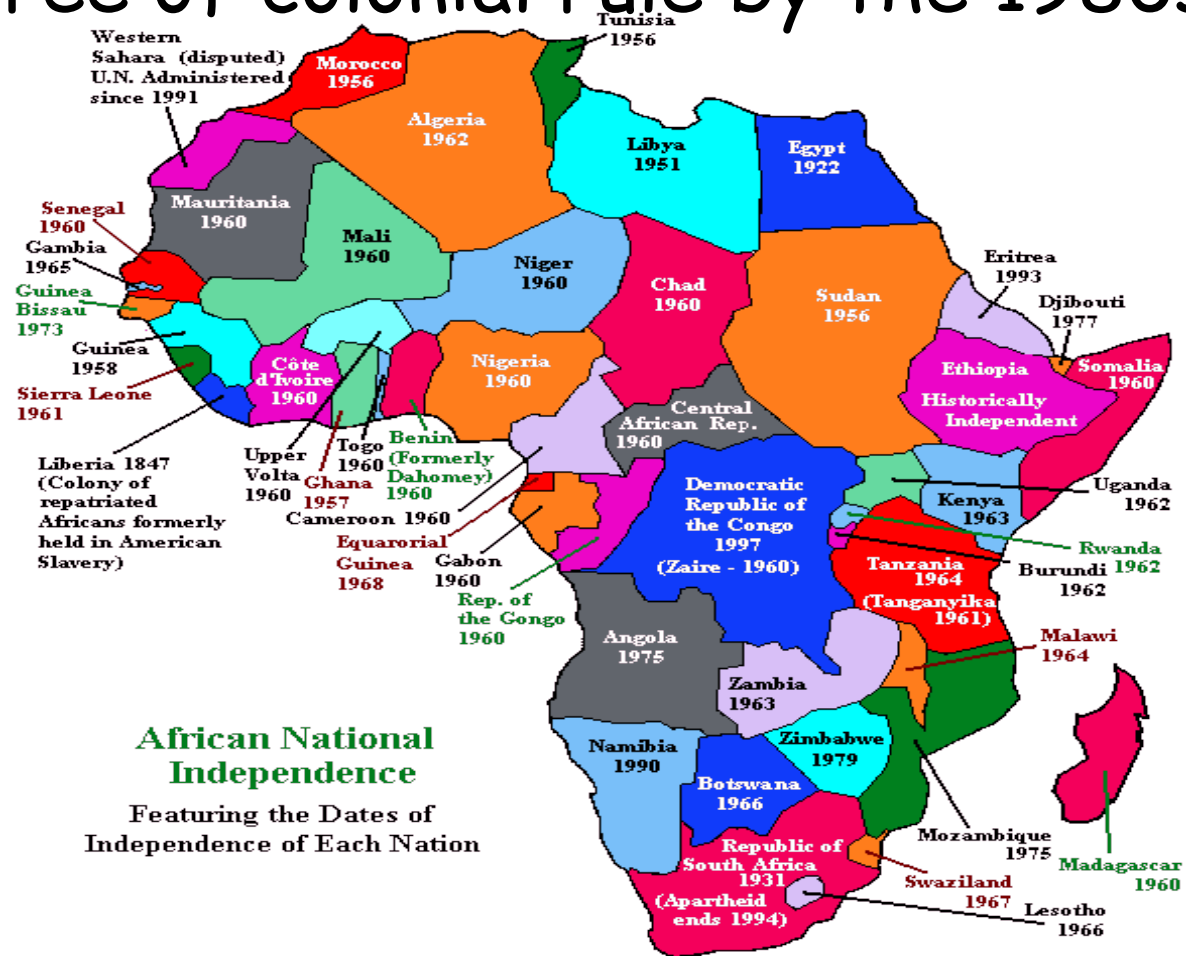 ree of colonial rule by the 1980s
Tunisia
1956
Western
Sahara (disputed)
U.N. Administered
since 1991
Morocco
1956
Algeria
1962
Libya
1951
Egypt
1922
Mauritania
1960
Senegal
1960
Gambia
1965
Guinea
Bissau
1973
Guinea
1958
Sierra Leone
1961
Mali
1960
Niger
1960
Chad
1960
Sudan
1956
Eritrea
1993
Djibouti
1977
Ethiopia
Historically
Independent
Somalia
1960
Côte
d'Ivoire
1960
Nigeria
1960
Central
African Rep.
1960
Liberia 1847
(Colony of
repatriated
Africans formerly
held in American
Slavery)
Upper
Volta
1960
Ghana
1957
Togo
1960
Benin
(Formerly
Dahomey)
1960
Cameroon 1960
Equarorial
Guinea
1968
Gabon
1960
Rep. of
the Gongo
1960
Democratic
Republic of
the Congo
1997
(Zaire - 1960)
Uganda
1962
Kenya
1963
Rwanda
1962
Burundi
1962
Tanzania
1964
(Tanganyika
1961)
Malawi
1964
Angola
1975
Zambia
1963
Namibia
1990
Botswana
1966
Zimbabwe
1979
Mozambique
1975
Madagascar
1960
Republic of
South Africa
1931
(Apartheid
ends 1994)
Swaziland
1967
Lesotho
1966
African National
Independence
Featuring the Dates of
Independence of Each Nation